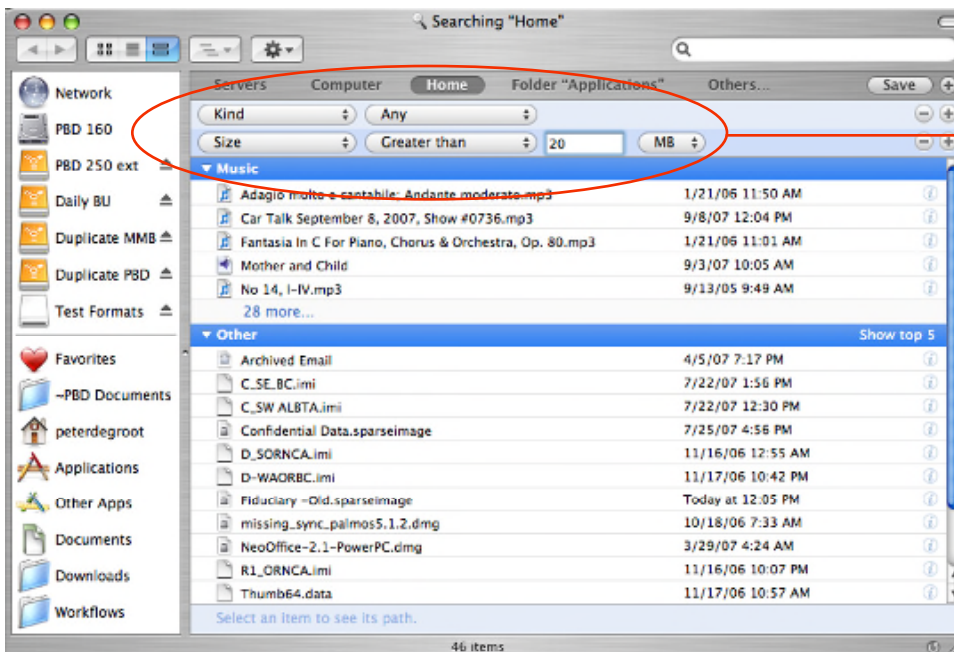 Searching "Home"
Servers Computer Home Folder "Applications" Others... Save
Kind Any
Size Greater than 20 MB
Network
PBD 160
PBD 250 ext
Daily BU
Duplicate MMB
Duplicate PBD
Test Formats
Favorites
~PBD Documents
peterdegroot
Applications
Other Apps
Documents
Downloads
Workflows
Music
Adagio molto e cantabile; Andante moderato.mp3 1/21/06 11:50 AM
Car Talk September 8, 2007, Show #0736.mp3 9/8/07 12:04 PM
Fantasia In C For Piano, Chorus & Orchestra, Op. 80.mp3 1/21/06 11:01 AM
Mother and Child 9/3/07 10:05 AM
No 14, I-IV.mp3 9/13/05 9:49 AM
28 more...
Other Show top 5
Archived Email 4/5/07 7:17 PM
C_SE_BC.imi 7/22/07 1:56 PM
C_SW ALBTA.imi 7/22/07 12:30 PM
Confidential Data.sparseimage 7/25/07 4:56 PM
D_SORNCA.imi 11/16/06 12:55 AM
D-WAORBC.imi 11/17/06 10:42 PM
Fiduciary -Old.sparseimage Today at 12:05 PM
missing_sync_palmos5.1.2.dmg 10/18/06 7:33 AM
NeoOffice-2.1-PowerPC.dmg 3/29/07 4:24 AM
R1_ORNCA.imi 11/16/06 10:07 PM
Thumb64.data 11/17/06 10:57 AM
Select an item to see its path.
46 items